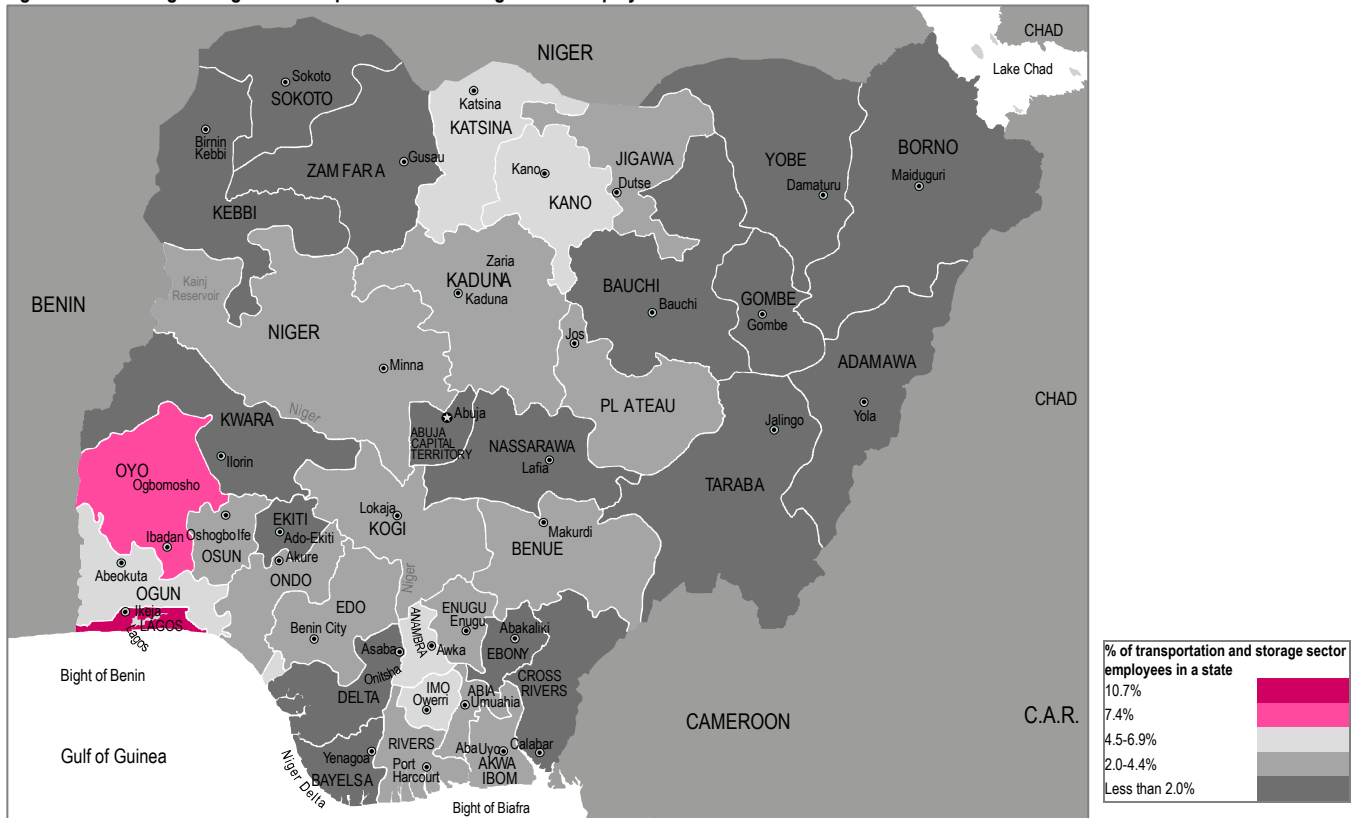 CHAD
NIGER
Lake Chad
Sokoto
SOKOTO
Katsina
KATSINA
Birnin
Kebbi
ZAM FARA
Gusau
Kano
KANO
JIGAWA
Dutse
YOBE
Damaturu
BORNO
Maiduguri
KEBBI
Zaria
KADUNA
Kaduna
Kainj
Reservoir
BENIN
BAUCHI
Bauchi
GOMBE
Gombe
NIGER
Jos
Minna
ADAMAWA
Yola
CHAD
PL ATEAU
Niger
KWARA
Abuja
ABUJA
CAPITAL
TERRITORY
NASSARAWA
Lafia
Jalingo
TARABA
Ilorin
OYO
Ogbomosho
Lokaja
KOGI
Makurdi
BENUE
EKITI
Ado-Ekiti
Oshogbo
Ife
OSUN
Ibadan
Akure
ONDO
Abeokuta
OGUN
Niger
EDO
Benin City
ENUGU
Enugu
ANAMBRA
Awka
Abakaliki
EBONY
Ikeja
LAGOS
Lagos
Asaba
Onitsha
CROSS
RIVERS
Bight of Benin
DELTA
IMO
Owerri
ABIA
Umuahia
CAMEROON
C.A.R.
Gulf of Guinea
Yenagoa
BAYELSA
RIVERS
Port
Harcourt
Aba
Uyo
Calabar
AKWA
IBOM
Niger Delta
Bight of Biafra
% of transportation and storage sector
employees in a state
10.7%
7.4%
4.5-6.9%
2.0-4.4%
Less than 2.0%